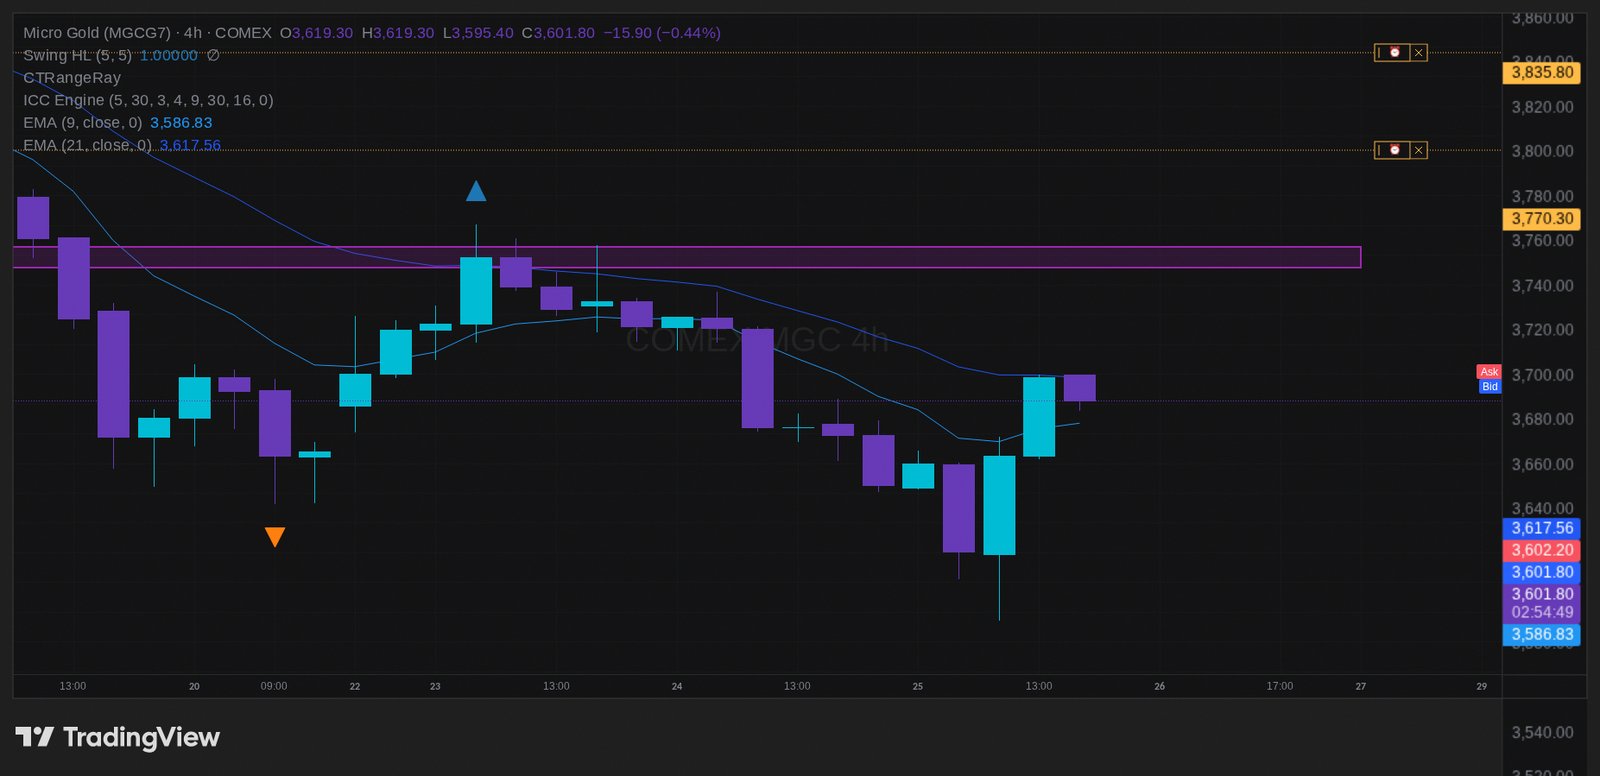 Micro Gold (MGCG7) · 4h · COMEX O3,619.30 H3,619.30 L3,595.40 C3,601.80 −15.90 (−0.44%)
Swing HL (5, 5) 1.00000 ∅
CTRangeRay
ICC Engine (5, 30, 3, 4, 9, 30, 16, 0)
EMA (9, close, 0) 3,586.83
EMA (21, close, 0) 3,617.56
COMEX:MGC 4h
3,860.00
3,840.00
3,835.80
3,820.00
3,800.00
3,780.00
3,770.30
3,760.00
3,740.00
3,720.00
Ask
3,700.00
Bid
3,680.00
3,660.00
3,640.00
3,617.56
3,602.20
3,601.80
3,601.80
02:54:49
3,586.83
13:00 20 09:00 22 23 13:00 24 13:00 25 13:00 26 17:00 27 29
3,540.00
TradingView